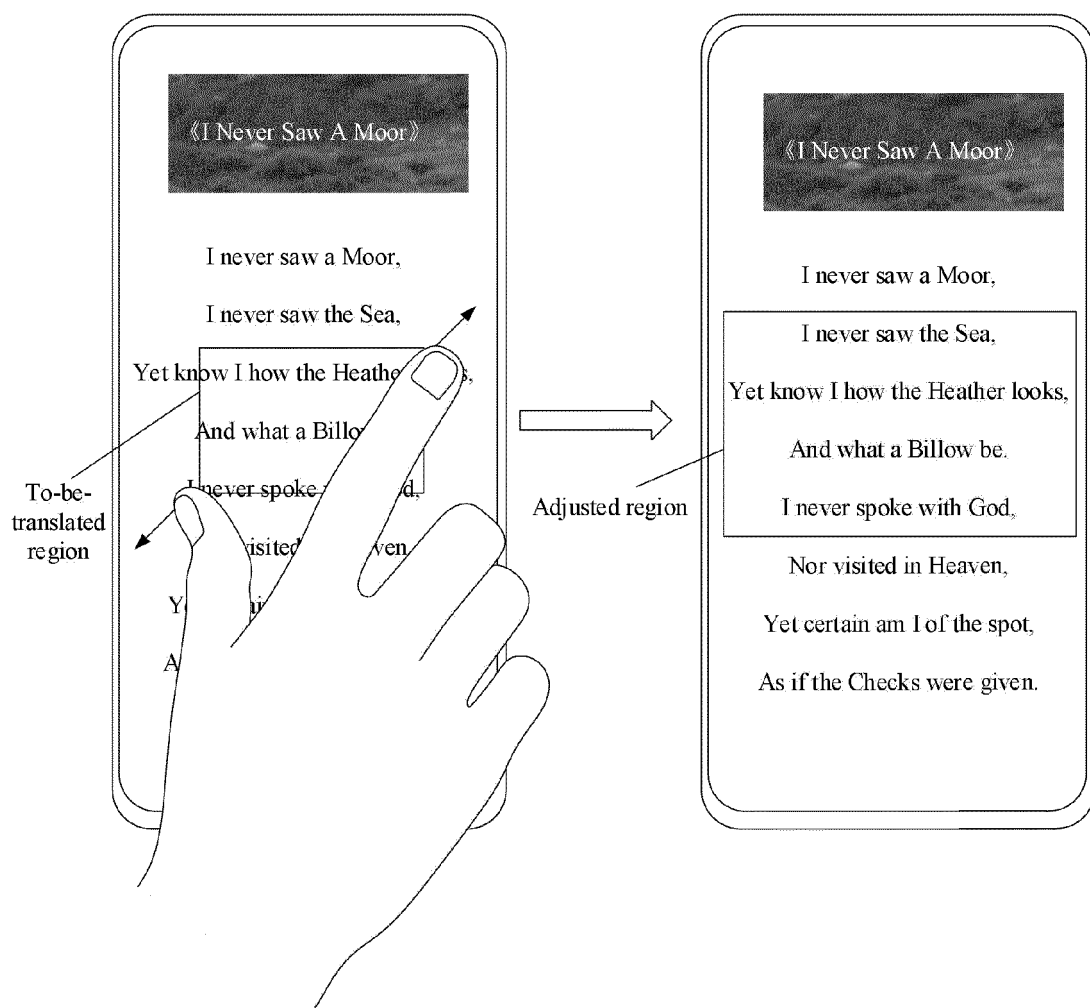 《I Never Saw A Moor》
I never saw a Moor,
I never saw the Sea,
Yet know I how the
And what a
I never spoke
visited
To-be-
translated
region
《I Never Saw A Moor》
I never saw a Moor,
I never saw the Sea,
Yet know I how the Heather looks,
And what a Billow be.
I never spoke with God,
Nor visited in Heaven,
Yet certain am I of the spot,
As if the Checks were given.
Adjusted region